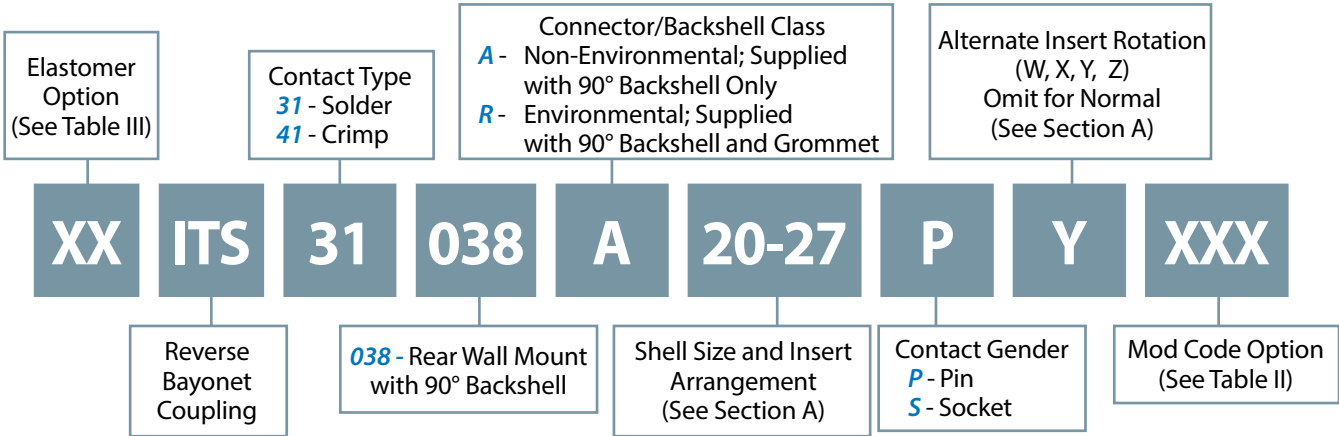 Elastomer
Option
(See Table III)
Contact Type
31 - Solder
41 - Crimp
Connector/Backshell Class
A - Non-Environmental; Supplied
with 90° Backshell Only
R - Environmental; Supplied
with 90° Backshell and Grommet
Alternate Insert Rotation
(W, X, Y, Z)
Omit for Normal
(See Section A)
XX ITS 31 038 A 20-27 P Y XXX
Reverse
Bayonet
Coupling
038 - Rear Wall Mount
with 90° Backshell
Shell Size and Insert
Arrangement
(See Section A)
Contact Gender
P - Pin
S - Socket
Mod Code Option
(See Table II)